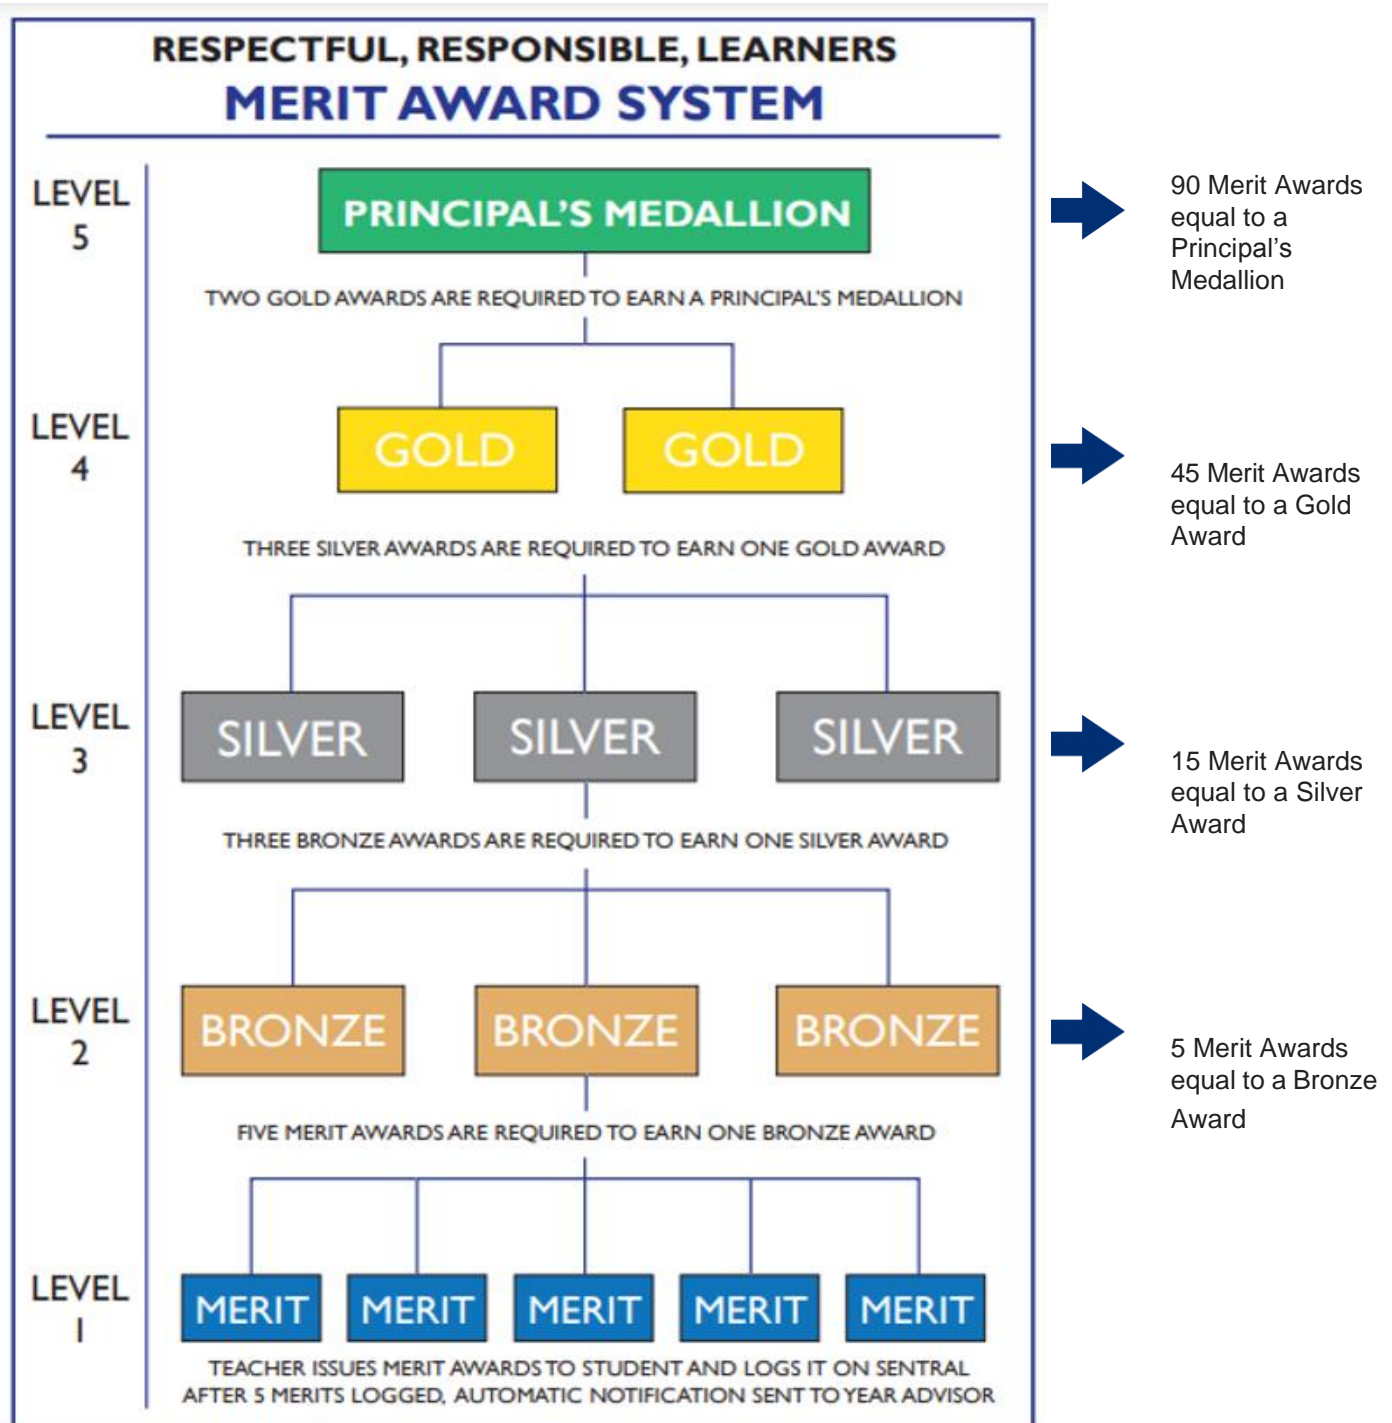 RESPECTFUL, RESPONSIBLE, LEARNERS
MERIT AWARD SYSTEM
LEVEL
5
PRINCIPAL'S MEDALLION
90 Merit Awards
equal to a
Principal's
Medallion
TWO GOLD AWARDS ARE REQUIRED TO EARN A PRINCIPAL'S MEDALLION
LEVEL
4
GOLD GOLD
45 Merit Awards
equal to a Gold
Award
THREE SILVER AWARDS ARE REQUIRED TO EARN ONE GOLD AWARD
LEVEL
3
SILVER SILVER SILVER
15 Merit Awards
equal to a Silver
Award
THREE BRONZE AWARDS ARE REQUIRED TO EARN ONE SILVER AWARD
LEVEL
2
BRONZE BRONZE BRONZE
5 Merit Awards
equal to a Bronze
Award
FIVE MERIT AWARDS ARE REQUIRED TO EARN ONE BRONZE AWARD
LEVEL
1
MERIT MERIT MERIT MERIT MERIT
TEACHER ISSUES MERIT AWARDS TO STUDENT AND LOGS IT ON SENTRAL
AFTER 5 MERITS LOGGED, AUTOMATIC NOTIFICATION SENT TO YEAR ADVISOR